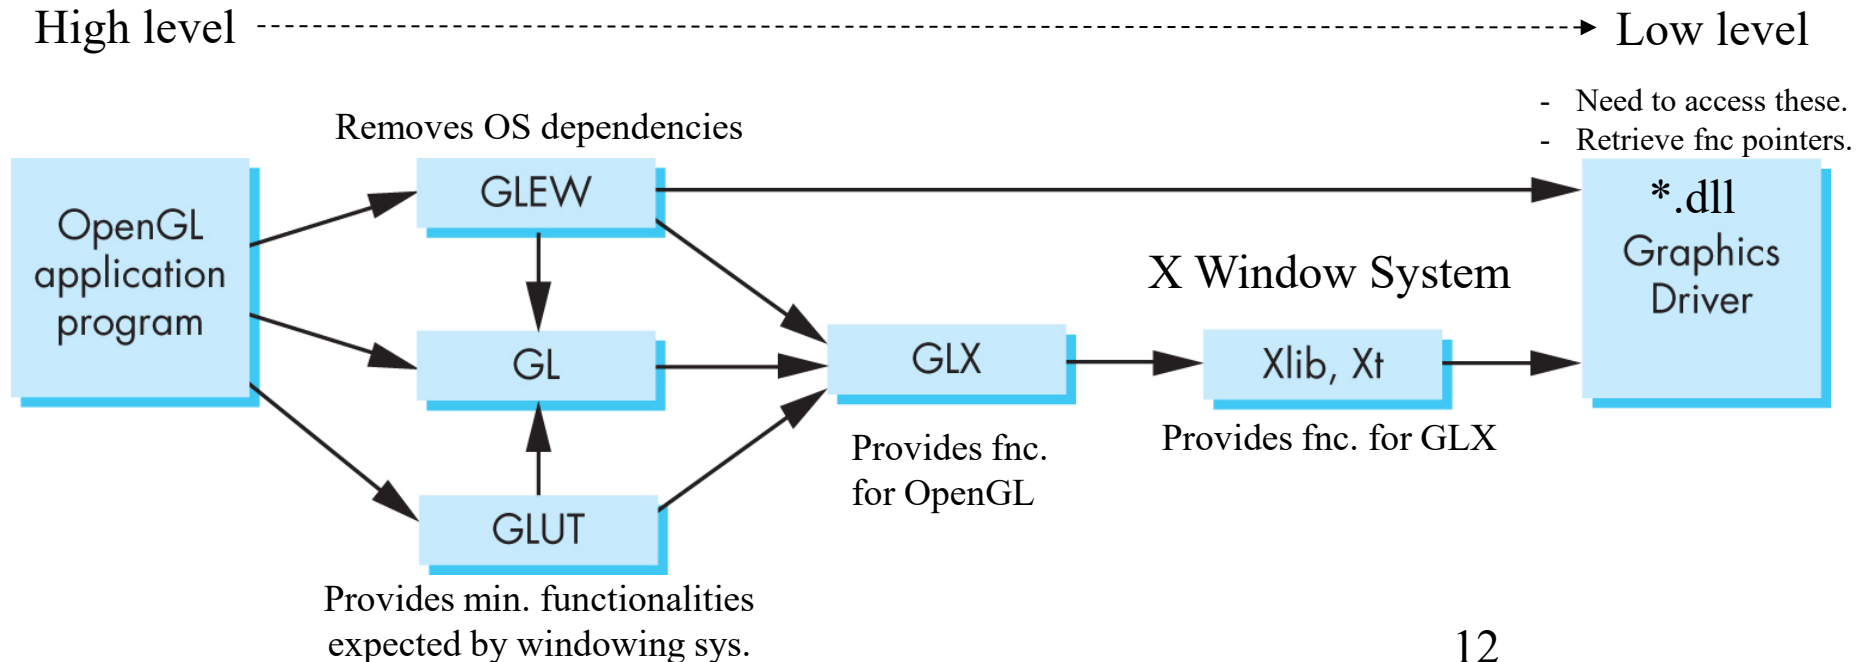 High level
Low level
- Need to access these.
- Retrieve fnc pointers.
Removes OS dependencies
OpenGL
application
program
GLEW
GL
GLUT
Provides min. functionalities
expected by windowing sys.
GLX
Provides fnc.
for OpenGL
X Window System
Xlib, Xt
Provides fnc. for GLX
*.dll
Graphics
Driver
12